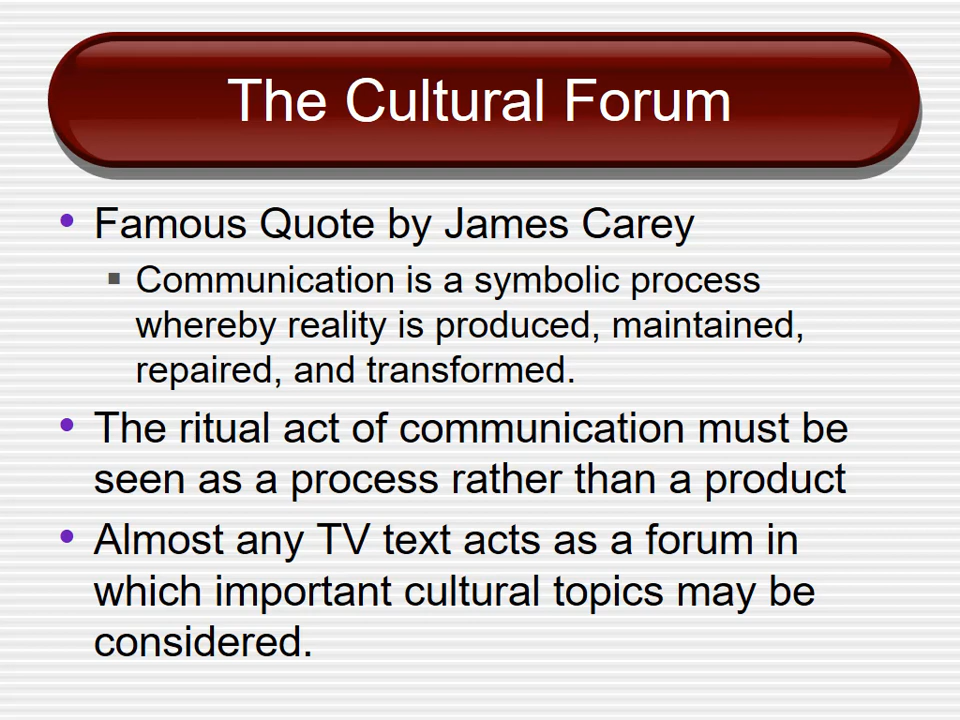 The Cultural Forum
• Famous Quote by James Carey
▪ Communication is a symbolic process
whereby reality is produced, maintained,
repaired, and transformed.
• The ritual act of communication must be
seen as a process rather than a product
• Almost any TV text acts as a forum in
which important cultural topics may be
considered.